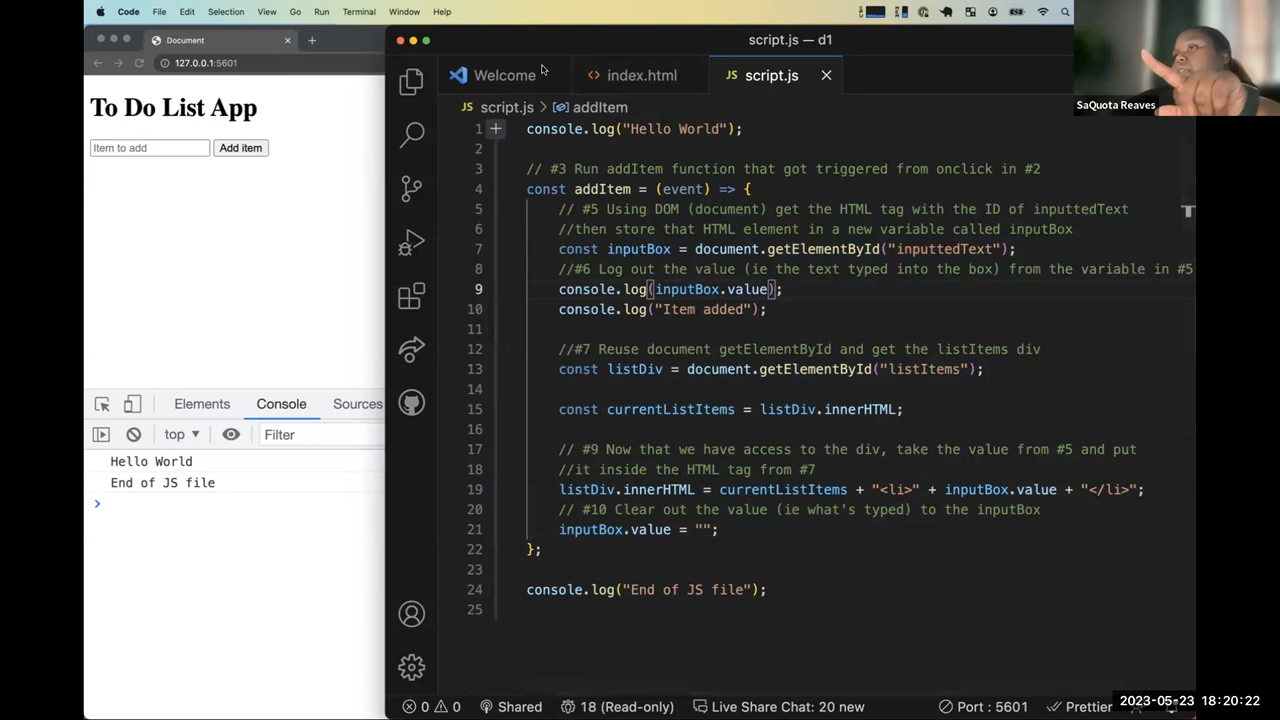 Code File Edit Selection View Go Run Terminal Window Help
Document
127.0.0.1:5601
To Do List App
Item to add Add item
Elements Console Sources
top Filter
Hello World
End of JS file
script.js — d1
Welcome index.html JS script.js
JS script.js > addItem
1 console.log("Hello World");
2
3 // #3 Run addItem function that got triggered from onclick in #2
4 const addItem = (event) => {
5 // #5 Using DOM (document) get the HTML tag with the ID of inputtedText
6 //then store that HTML element in a new variable called inputBox
7 const inputBox = document.getElementById("inputtedText");
8 //#6 Log out the value (ie the text typed into the box) from the variable in #5
9 console.log(inputBox.value);
10 console.log("Item added");
11
12 //#7 Reuse document getElementById and get the listItems div
13 const listDiv = document.getElementById("listItems");
14
15 const currentListItems = listDiv.innerHTML;
16
17 // #9 Now that we have access to the div, take the value from #5 and put
18 //it inside the HTML tag from #7
19 listDiv.innerHTML = currentListItems + "<li>" + inputBox.value + "</li>";
20 // #10 Clear out the value (ie what's typed) to the inputBox
21 inputBox.value = "";
22 };
23
24 console.log("End of JS file");
25
0 0 Shared 18 (Read-only) Live Share Chat: 20 new Port : 5601 Prettier
SaQuota Reaves
2023-05-23 18:20:22